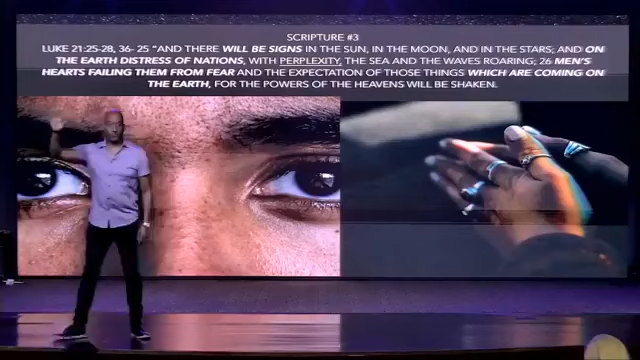 SCRIPTURE #3
LUKE 21:25-28, 36- 25 "AND THERE WILL BE SIGNS IN THE SUN, IN THE MOON, AND IN THE STARS; AND ON
THE EARTH DISTRESS OF NATIONS, WITH PERPLEXITY, THE SEA AND THE WAVES ROARING; 26 MEN'S
HEARTS FAILING THEM FROM FEAR AND THE EXPECTATION OF THOSE THINGS WHICH ARE COMING ON
THE EARTH, FOR THE POWERS OF THE HEAVENS WILL BE SHAKEN.